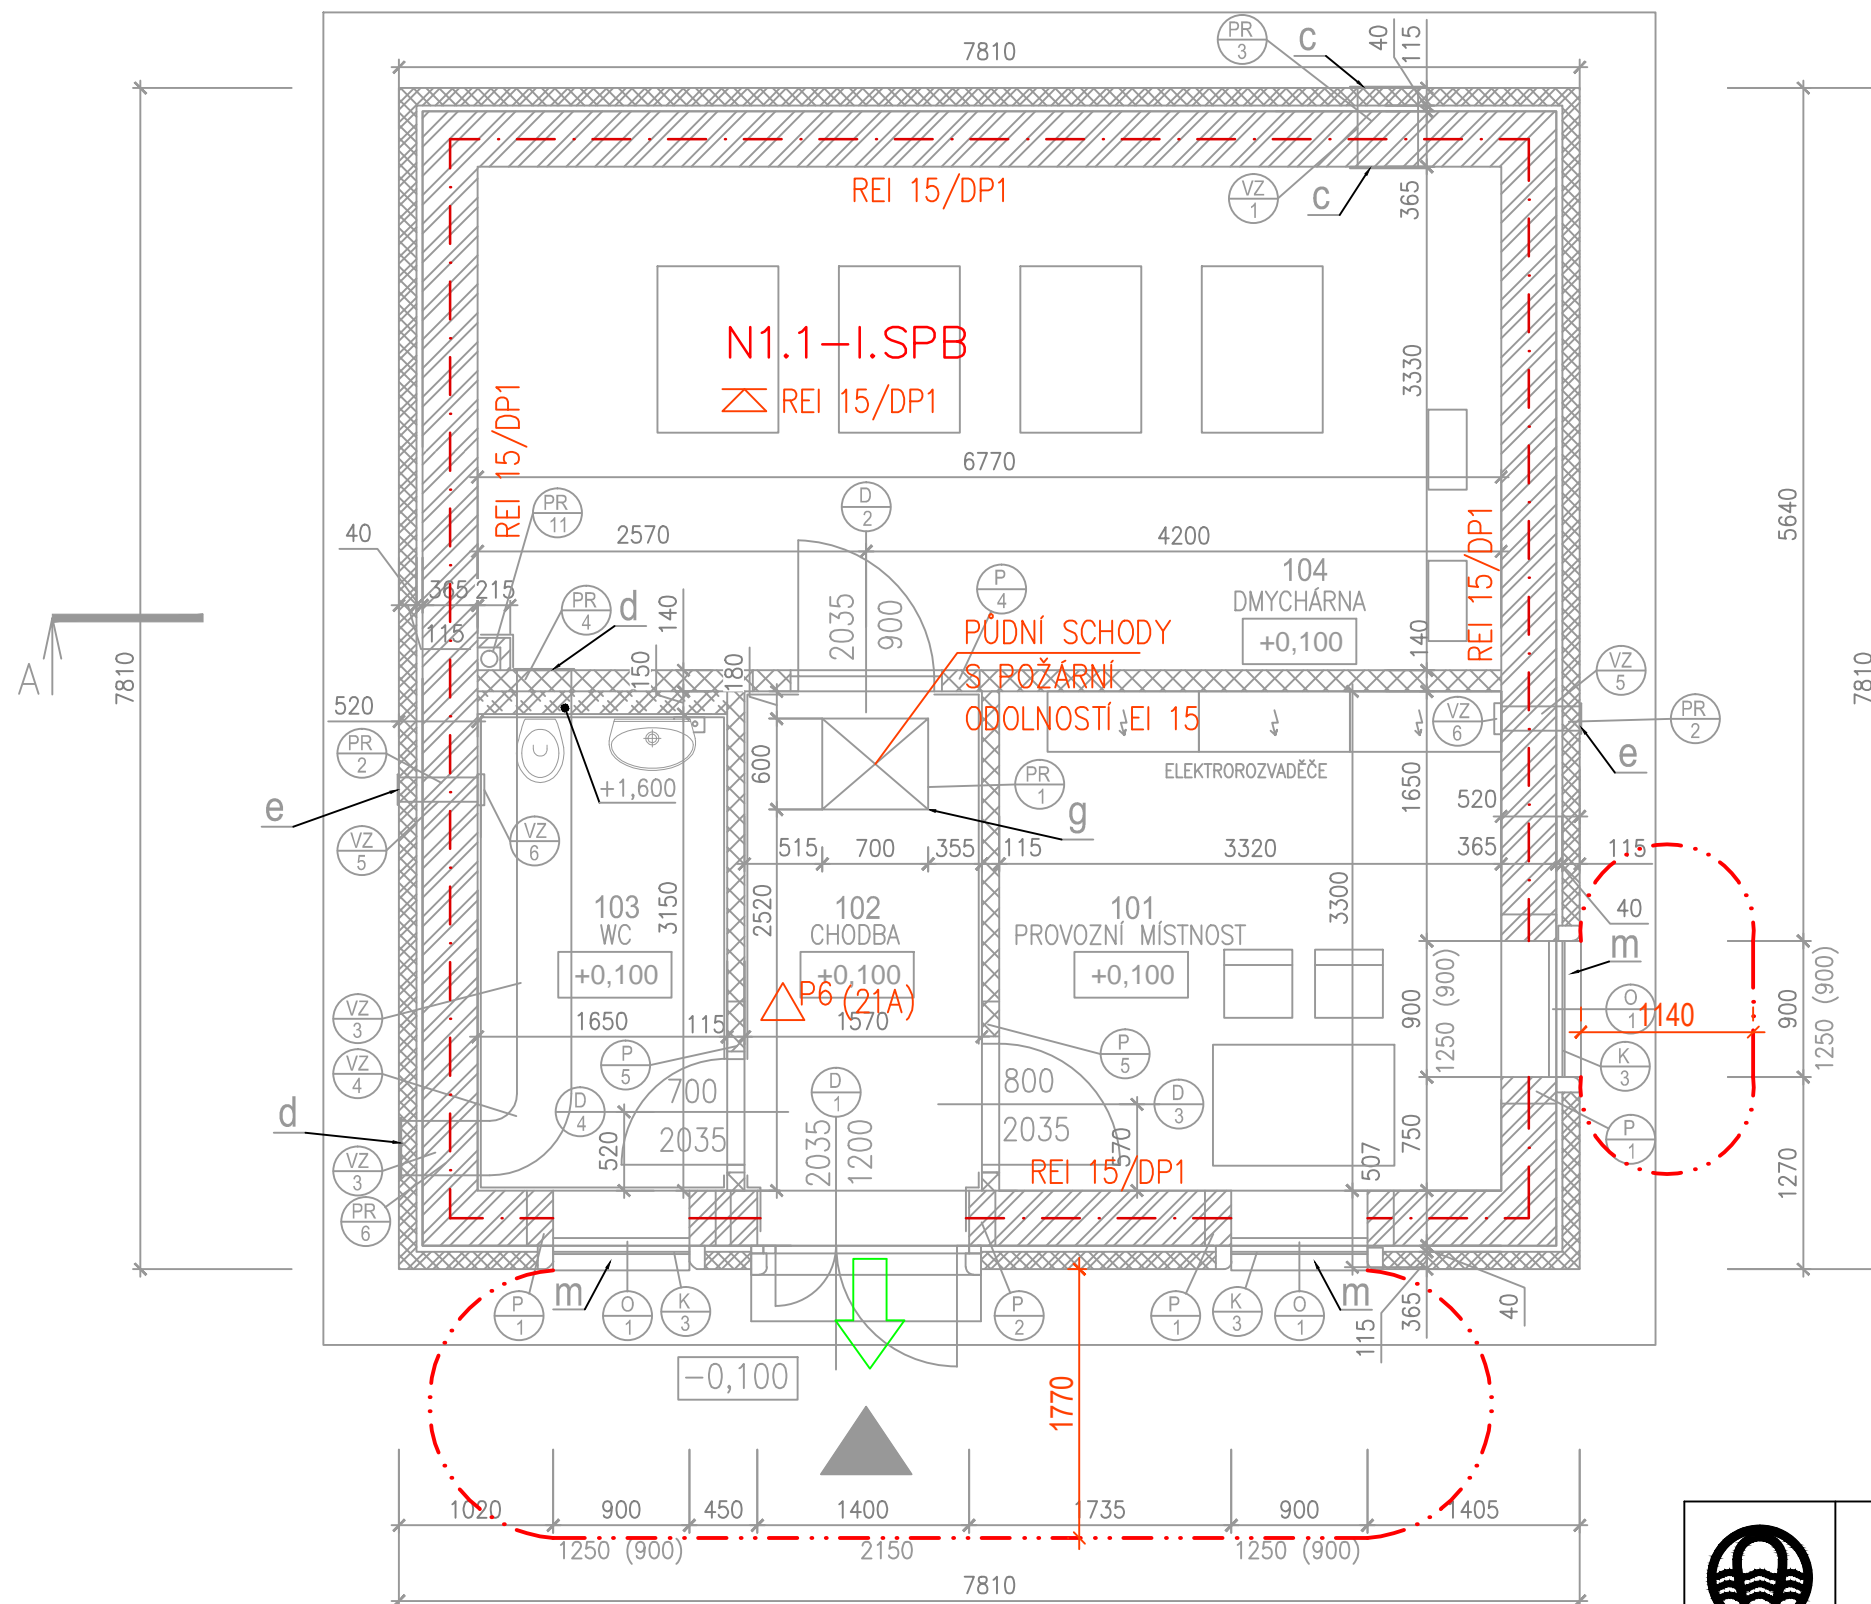 7810
PR
3
c
40
115
REI 15/DP1
VZ
1
c
365
N1.1-I.SPB
REI 15/DP1
3330
REI 15/DP1
6770
PR
11
D
2
40
2570
4200
5640
REI 15/DP1
104
DMYCHÁRNA
+0,100
P
4
365
215
PR
4
d
140
2035
900
140
115
PŮDNÍ SCHODY
S POŽÁRNÍ
ODOLNOSTÍ EI 15
150
180
A
7810
7810
VZ
5
520
VZ
6
PR
2
PR
2
e
+1,600
600
ELEKTROROZVADĚČE
PR
1
1650
520
e
g
VZ
5
VZ
6
515
700
355
115
3320
365
115
103
WC
+0,100
3150
2520
102
CHODBA
+0,100
101
PROVOZNÍ MÍSTNOST
+0,100
3300
40
m
P6 (21A)
VZ
3
1650
115
1570
900
1250 (900)
O
1
1140
900
1250 (900)
P
5
P
5
K
3
VZ
4
700
2035
D
4
D
1
800
2035
D
3
d
520
2035
1200
570
507
750
P
1
1270
VZ
3
REI 15/DP1
PR
6
m
m
P
1
O
1
K
3
P
2
P
1
K
3
O
1
115
365
40
-0,100
1770
1020
900
450
1400
1735
900
1405
1250 (900)
2150
1250 (900)
7810